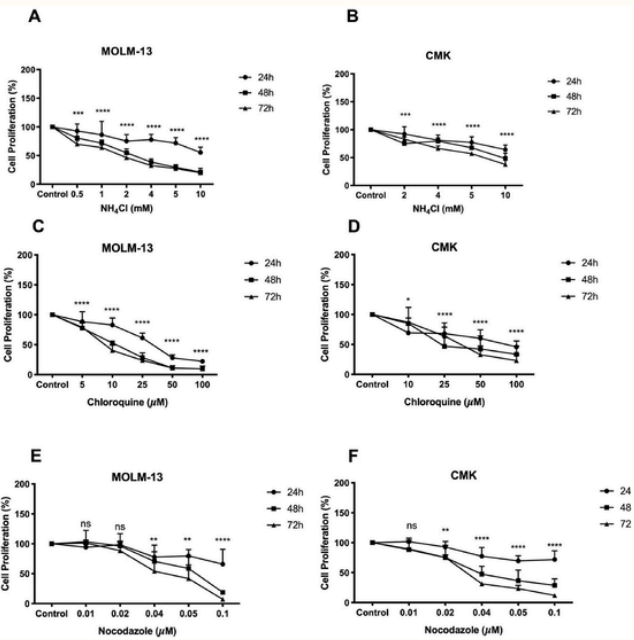 A
MOLM-13
Cell Proliferation (%)
200
150
100
50
0
*** **** **** **** **** ****
Control 0.5 1 2 4 5 10
NH4Cl (mM)
24h
48h
72h
B
CMK
Cell Proliferation (%)
200
150
100
50
0
*** **** **** ****
Control 2 4 5 10
NH4Cl (mM)
24h
48h
72h
C
MOLM-13
Cell Proliferation (%)
200
150
100
50
0
**** **** **** **** ****
Control 5 10 25 50 100
Chloroquine (µM)
24h
48h
72h
D
CMK
Cell Proliferation (%)
200
150
100
50
0
* **** **** ****
Control 10 25 50 100
Chloroquine (µM)
24h
48h
72h
E
MOLM-13
Cell Proliferation (%)
200
150
100
50
0
ns ns ** ** ****
Control 0.01 0.02 0.04 0.05 0.1
Nocodazole (µM)
24h
48h
72h
F
CMK
Cell Proliferation (%)
200
150
100
50
0
ns ** **** **** ****
Control 0.01 0.02 0.04 0.05 0.1
Nocodazole (µM)
24
48
72